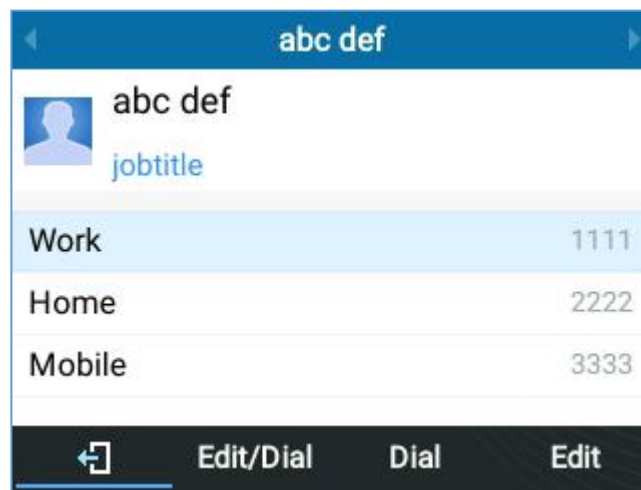 abc def
abc def
jobtitle
Work 1111
Home 2222
Mobile 3333
Edit/Dial Dial Edit